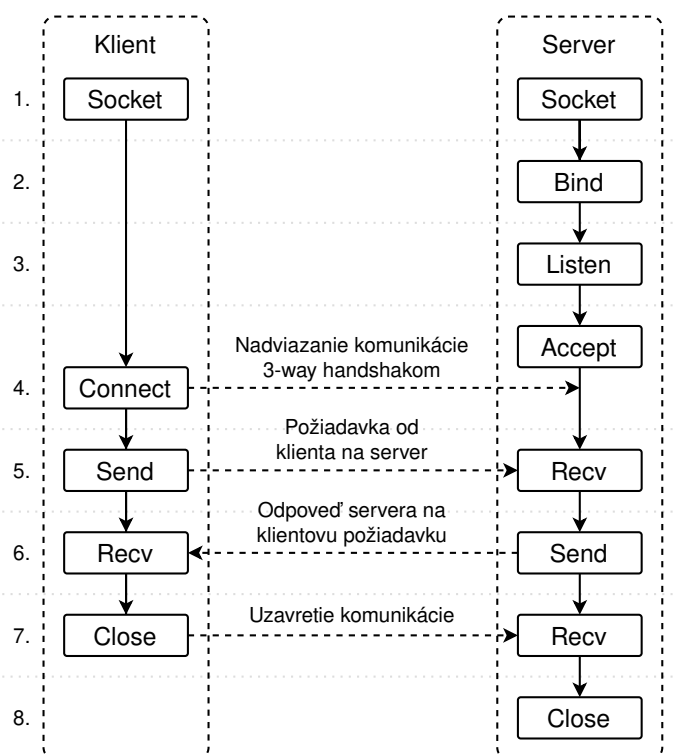 Klient Server
1. Socket Socket
2. Bind
3. Listen
Accept
Nadviazanie komunikácie
3-way handshakom
4. Connect
Požiadavka od
klienta na server
5. Send Recv
Odpoveď servera na
klientovu požiadavku
6. Recv Send
Uzavretie komunikácie
7. Close Recv
8. Close